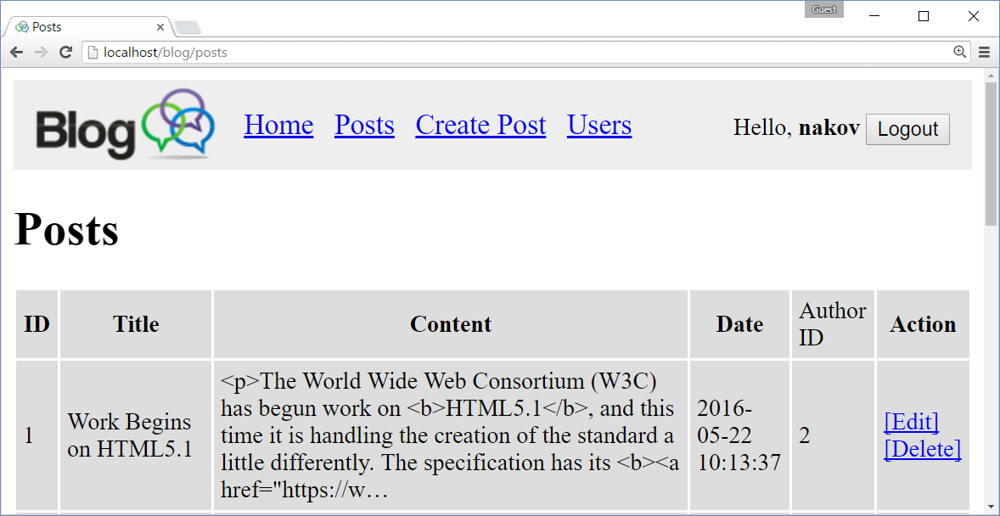 Guest
Posts
localhost/blog/posts
Blog Home Posts Create Post Users Hello, nakov Logout
Posts
ID Title Content Date Author ID Action
1 Work Begins on HTML5.1
<p>The World Wide Web Consortium (W3C)
has begun work on <b>HTML5.1</b>, and this
time it is handling the creation of the standard a
little differently. The specification has its <b><a
href="https://w…
2016-
05-22
10:13:37
2
[Edit]
[Delete]